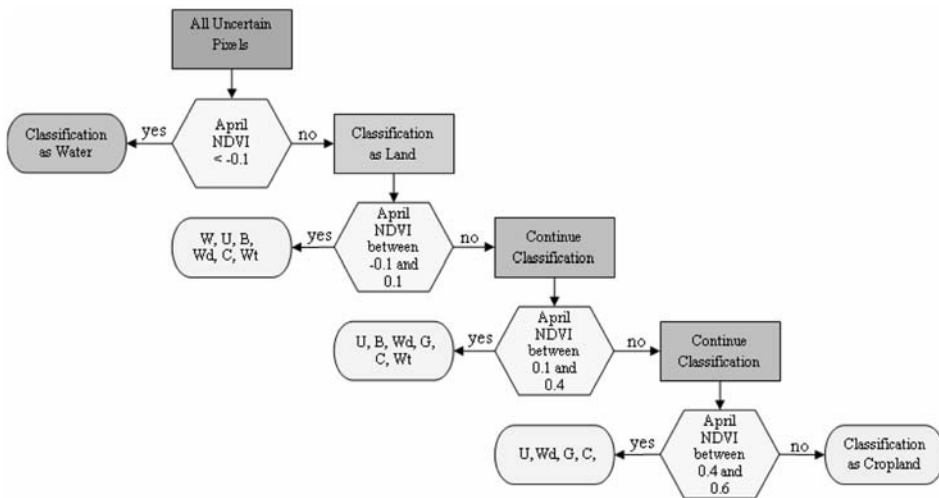 All Uncertain
Pixels
Classification
as Water
yes
April
NDVI
< -0.1
no
Classification
as Land
W, U, B,
Wd, C, Wt
yes
April
NDVI
between
-0.1 and
0.1
no
Continue
Classification
U, B, Wd, G,
C, Wt
yes
April
NDVI
between
0.1 and
0.4
no
Continue
Classification
U, Wd, G, C,
yes
April
NDVI
between
0.4 and
0.6
no
Classification
as Cropland